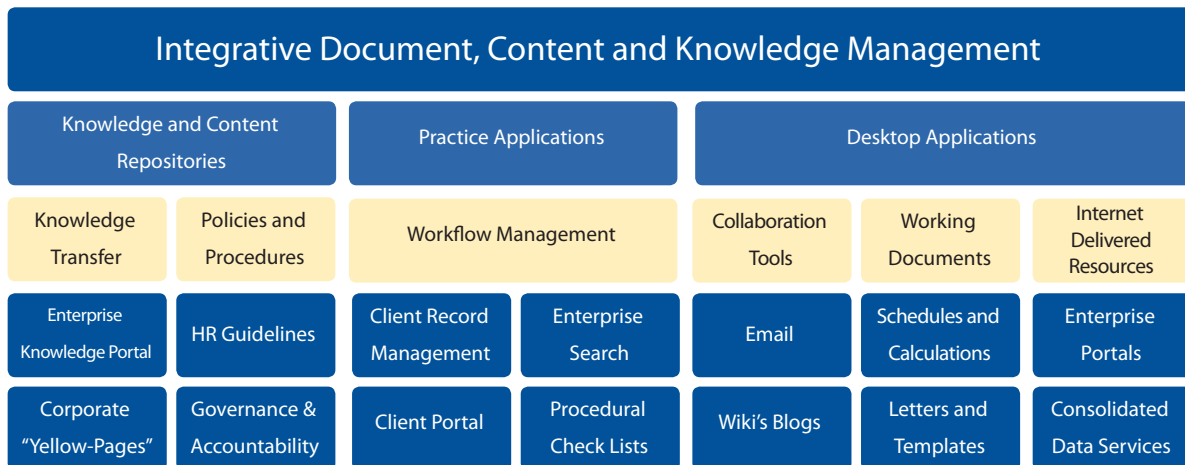 Integrative Document, Content and Knowledge Management
Knowledge and Content
Repositories
Practice Applications
Desktop Applications
Knowledge
Transfer
Policies and
Procedures
Workflow Management
Collaboration
Tools
Working
Documents
Internet
Delivered
Resources
Enterprise
Knowledge Portal
HR Guidelines
Client Record
Management
Enterprise
Search
Email
Schedules and
Calculations
Enterprise
Portals
Corporate
“Yellow-Pages”
Governance &
Accountability
Client Portal
Procedural
Check Lists
Wiki's Blogs
Letters and
Templates
Consolidated
Data Services